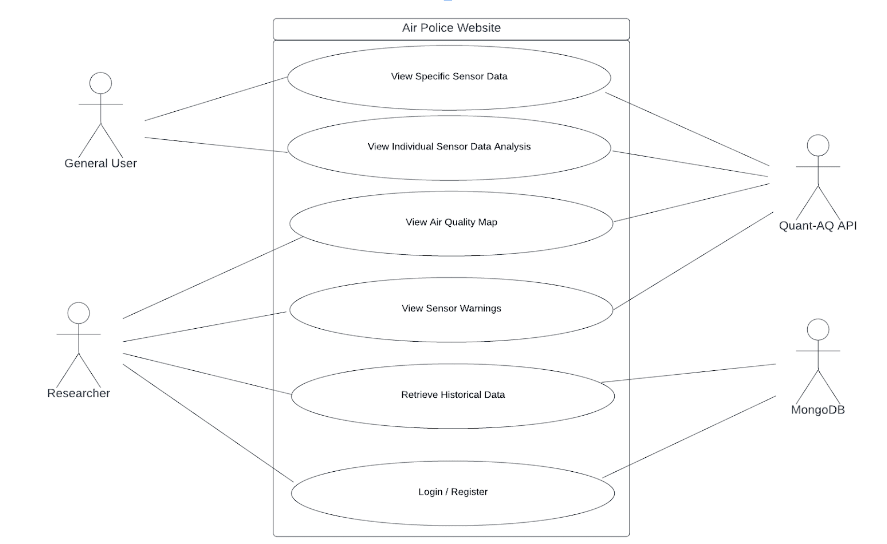 Air Police Website
View Specific Sensor Data
General User
View Individual Sensor Data Analysis
View Air Quality Map
Quant-AQ API
View Sensor Warnings
Researcher
Retrieve Historical Data
MongoDB
Login / Register